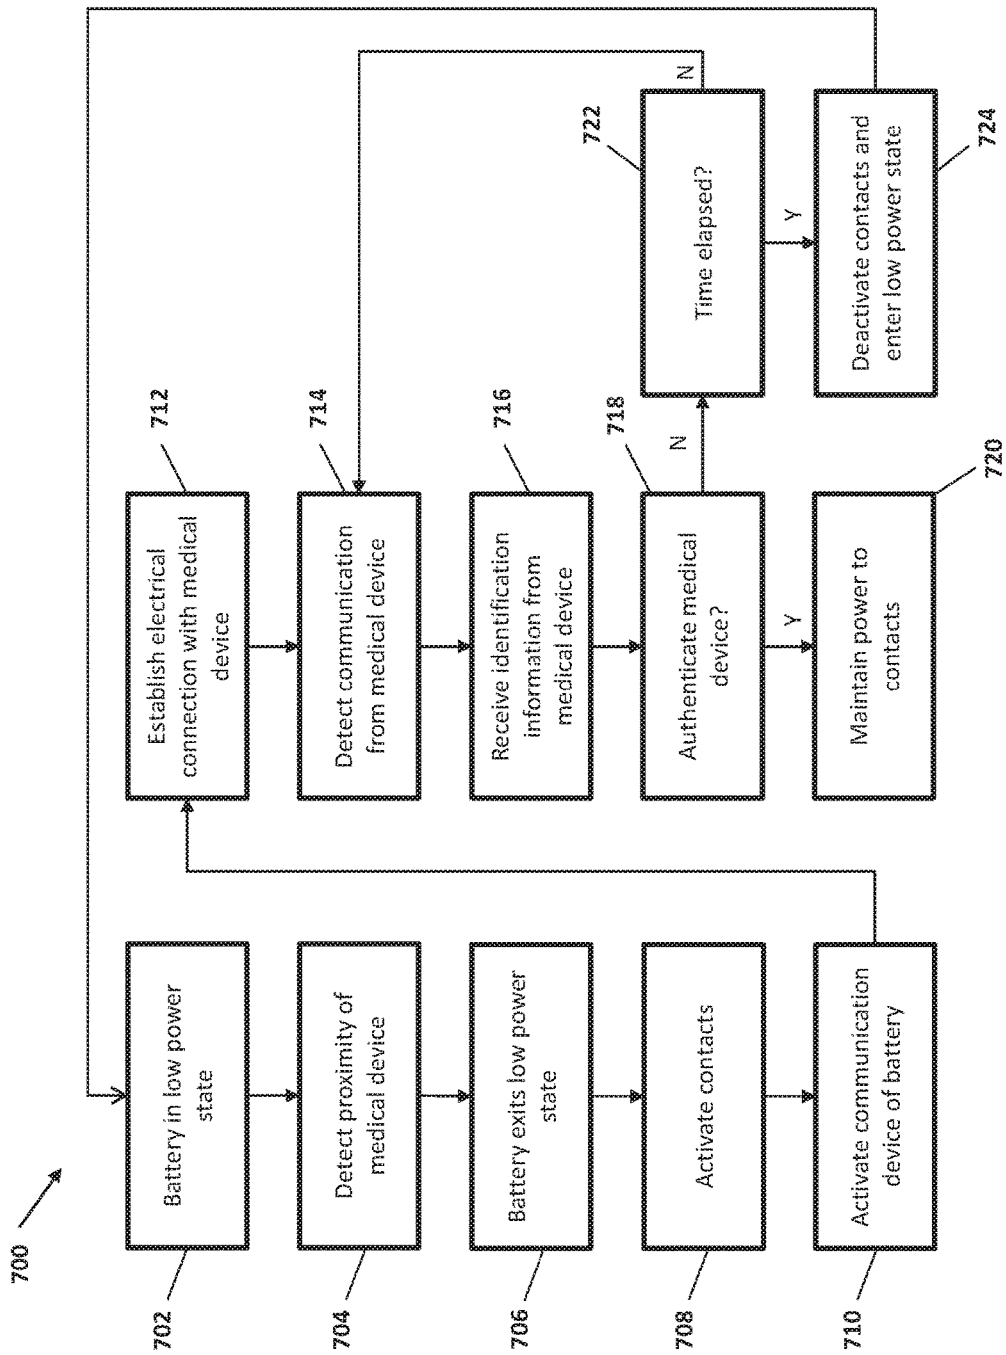 700
702
Battery in low power
state
704
Detect proximity of
medical device
706
Battery exits low power
state
708
Activate contacts
710
Activate communication
device of battery
712
Establish electrical
connection with medical
device
714
Detect communication
from medical device
716
Receive identification
information from
medical device
718
Authenticate medical
device?
N
Y
720
Maintain power to
contacts
722
Time elapsed?
N
Y
724
Deactivate contacts and
enter low power state